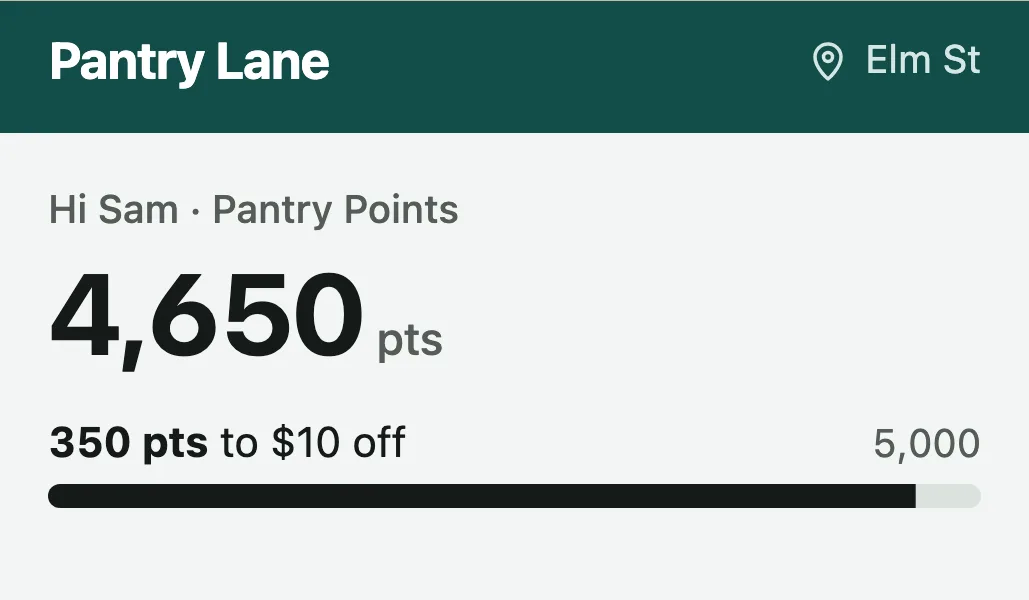 Pantry Lane
Elm St
Hi Sam · Pantry Points
4,650 pts
350 pts to $10 off
5,000